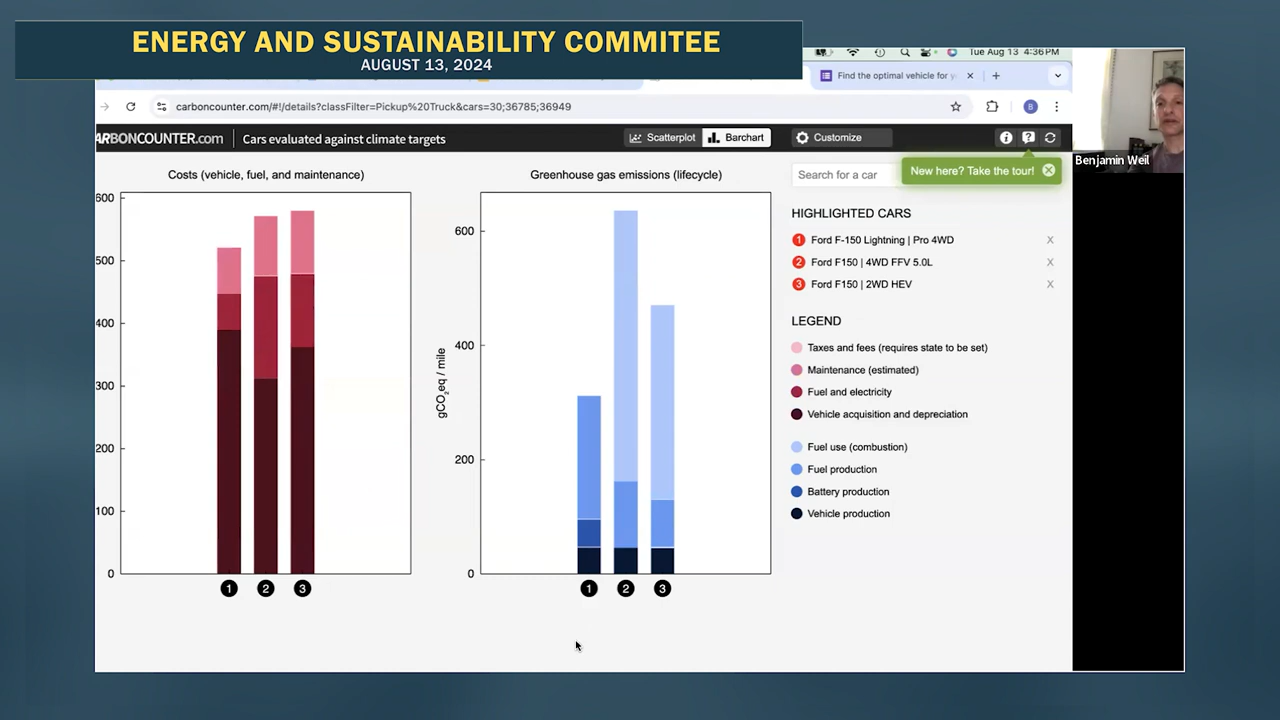 ENERGY AND SUSTAINABILITY COMMITEE
AUGUST 13, 2024
Tue Aug 13 4:36 PM
Find the optimal vehicle for y
carboncounter.com/#!/details?classFilter=Pickup%20Truck&cars=30;36785;36949
B
ARBONCOUNTER.com
Cars evaluated against climate targets
Scatterplot
Barchart
Customize
New here? Take the tour!
Benjamin Weil
Search for a car
Costs (vehicle, fuel, and maintenance)
600
500
400
300
200
100
0
1 2 3
Greenhouse gas emissions (lifecycle)
gCO2eq / mile
600
400
200
0
1 2 3
HIGHLIGHTED CARS
1 Ford F-150 Lightning | Pro 4WD X
2 Ford F150 | 4WD FFV 5.0L X
3 Ford F150 | 2WD HEV X
LEGEND
Taxes and fees (requires state to be set)
Maintenance (estimated)
Fuel and electricity
Vehicle acquisition and depreciation
Fuel use (combustion)
Fuel production
Battery production
Vehicle production